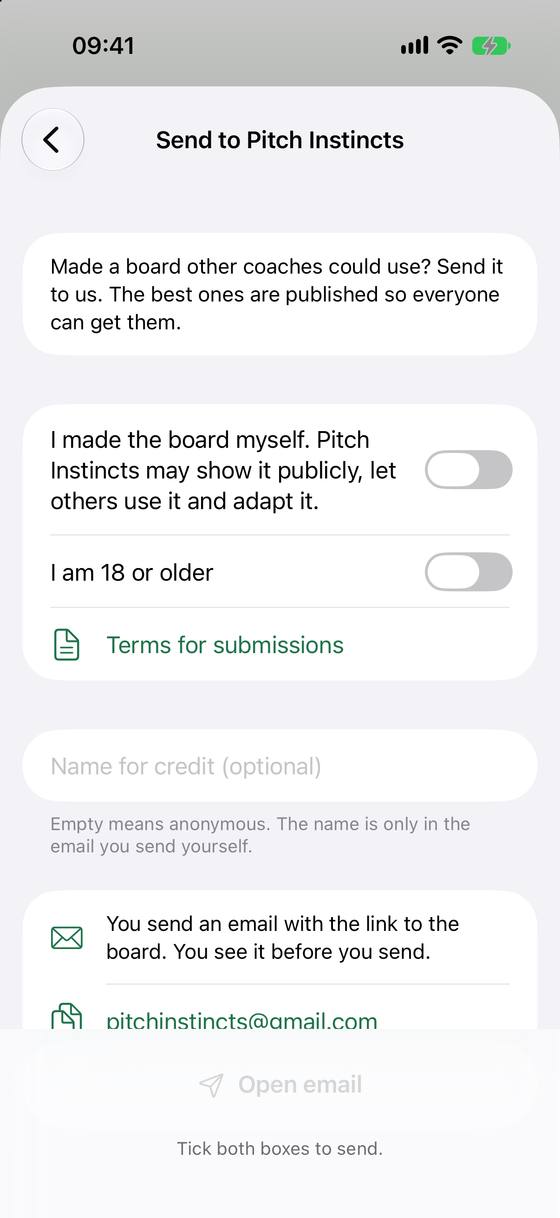 09:41
Send to Pitch Instincts
Made a board other coaches could use? Send it
to us. The best ones are published so everyone
can get them.
I made the board myself. Pitch
Instincts may show it publicly, let
others use it and adapt it.
I am 18 or older
Terms for submissions
Name for credit (optional)
Empty means anonymous. The name is only in the
email you send yourself.
You send an email with the link to the
board. You see it before you send.
pitchinstincts@gmail.com
Open email
Tick both boxes to send.